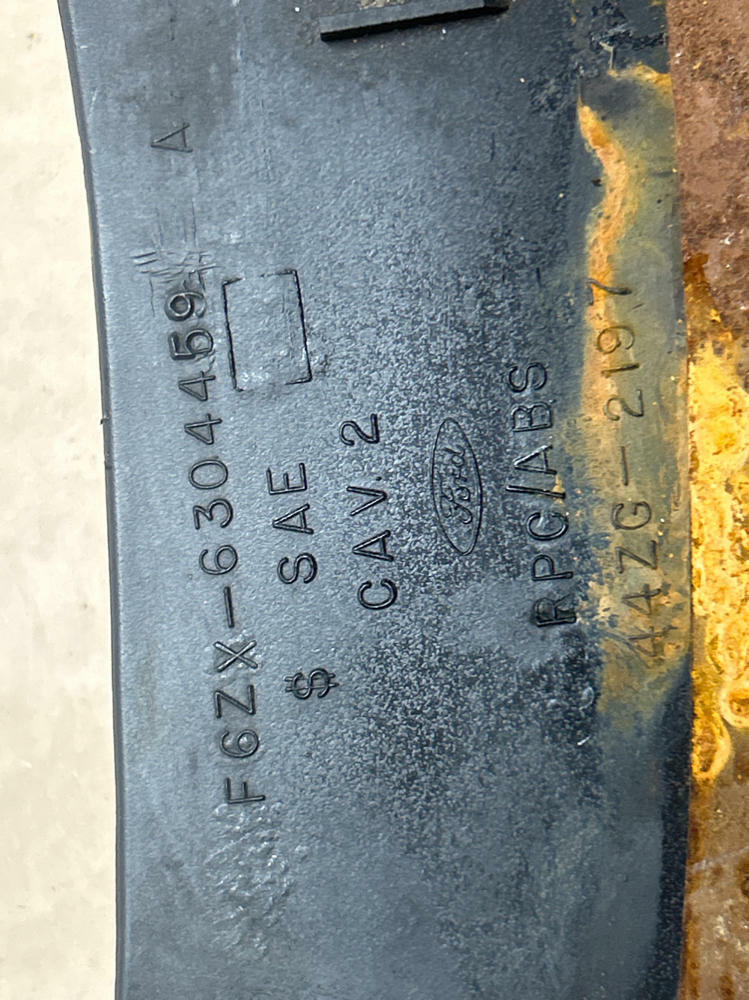 F6ZX-6304459 A
$ SAE
CAV. 2
Ford
RPC/ABS
44ZG-2197